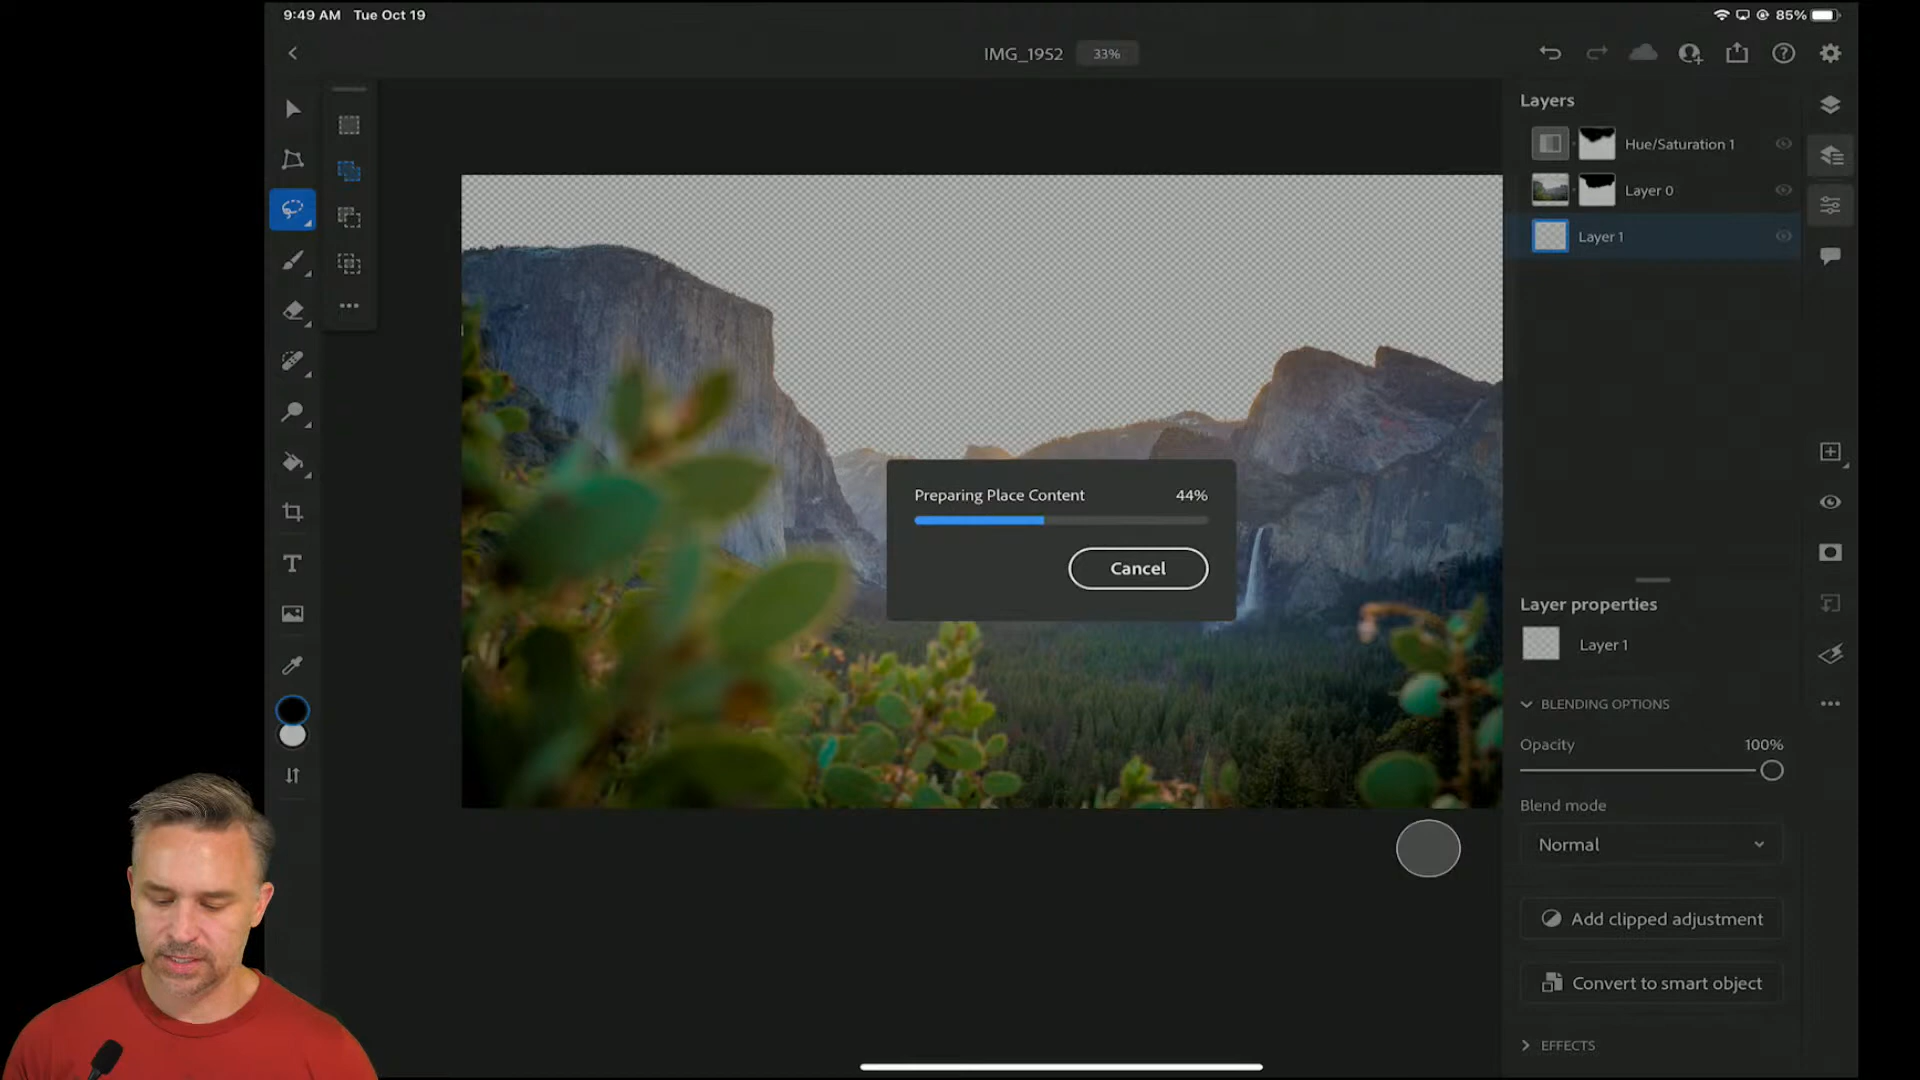 9:49 AM Tue Oct 19
85%
IMG_1952 33%
Layers
Hue/Saturation 1
Layer 0
Layer 1
Preparing Place Content 44%
Cancel
Layer properties
Layer 1
BLENDING OPTIONS
Opacity 100%
Blend mode
Normal
Add clipped adjustment
Convert to smart object
EFFECTS